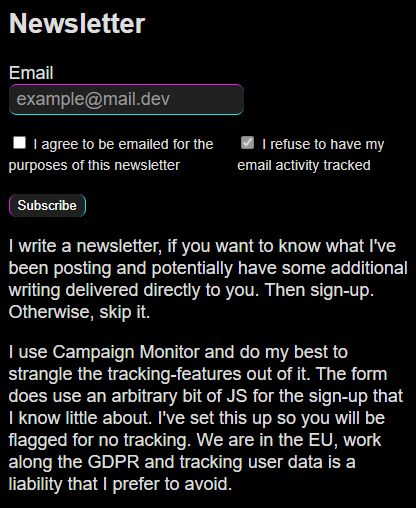 Newsletter
Email
example@mail.dev
I agree to be emailed for the
purposes of this newsletter
I refuse to have my
email activity tracked
Subscribe
I write a newsletter, if you want to know what I've
been posting and potentially have some additional
writing delivered directly to you. Then sign-up.
Otherwise, skip it.
I use Campaign Monitor and do my best to
strangle the tracking-features out of it. The form
does use an arbitrary bit of JS for the sign-up that
I know little about. I've set this up so you will be
flagged for no tracking. We are in the EU, work
along the GDPR and tracking user data is a
liability that I prefer to avoid.